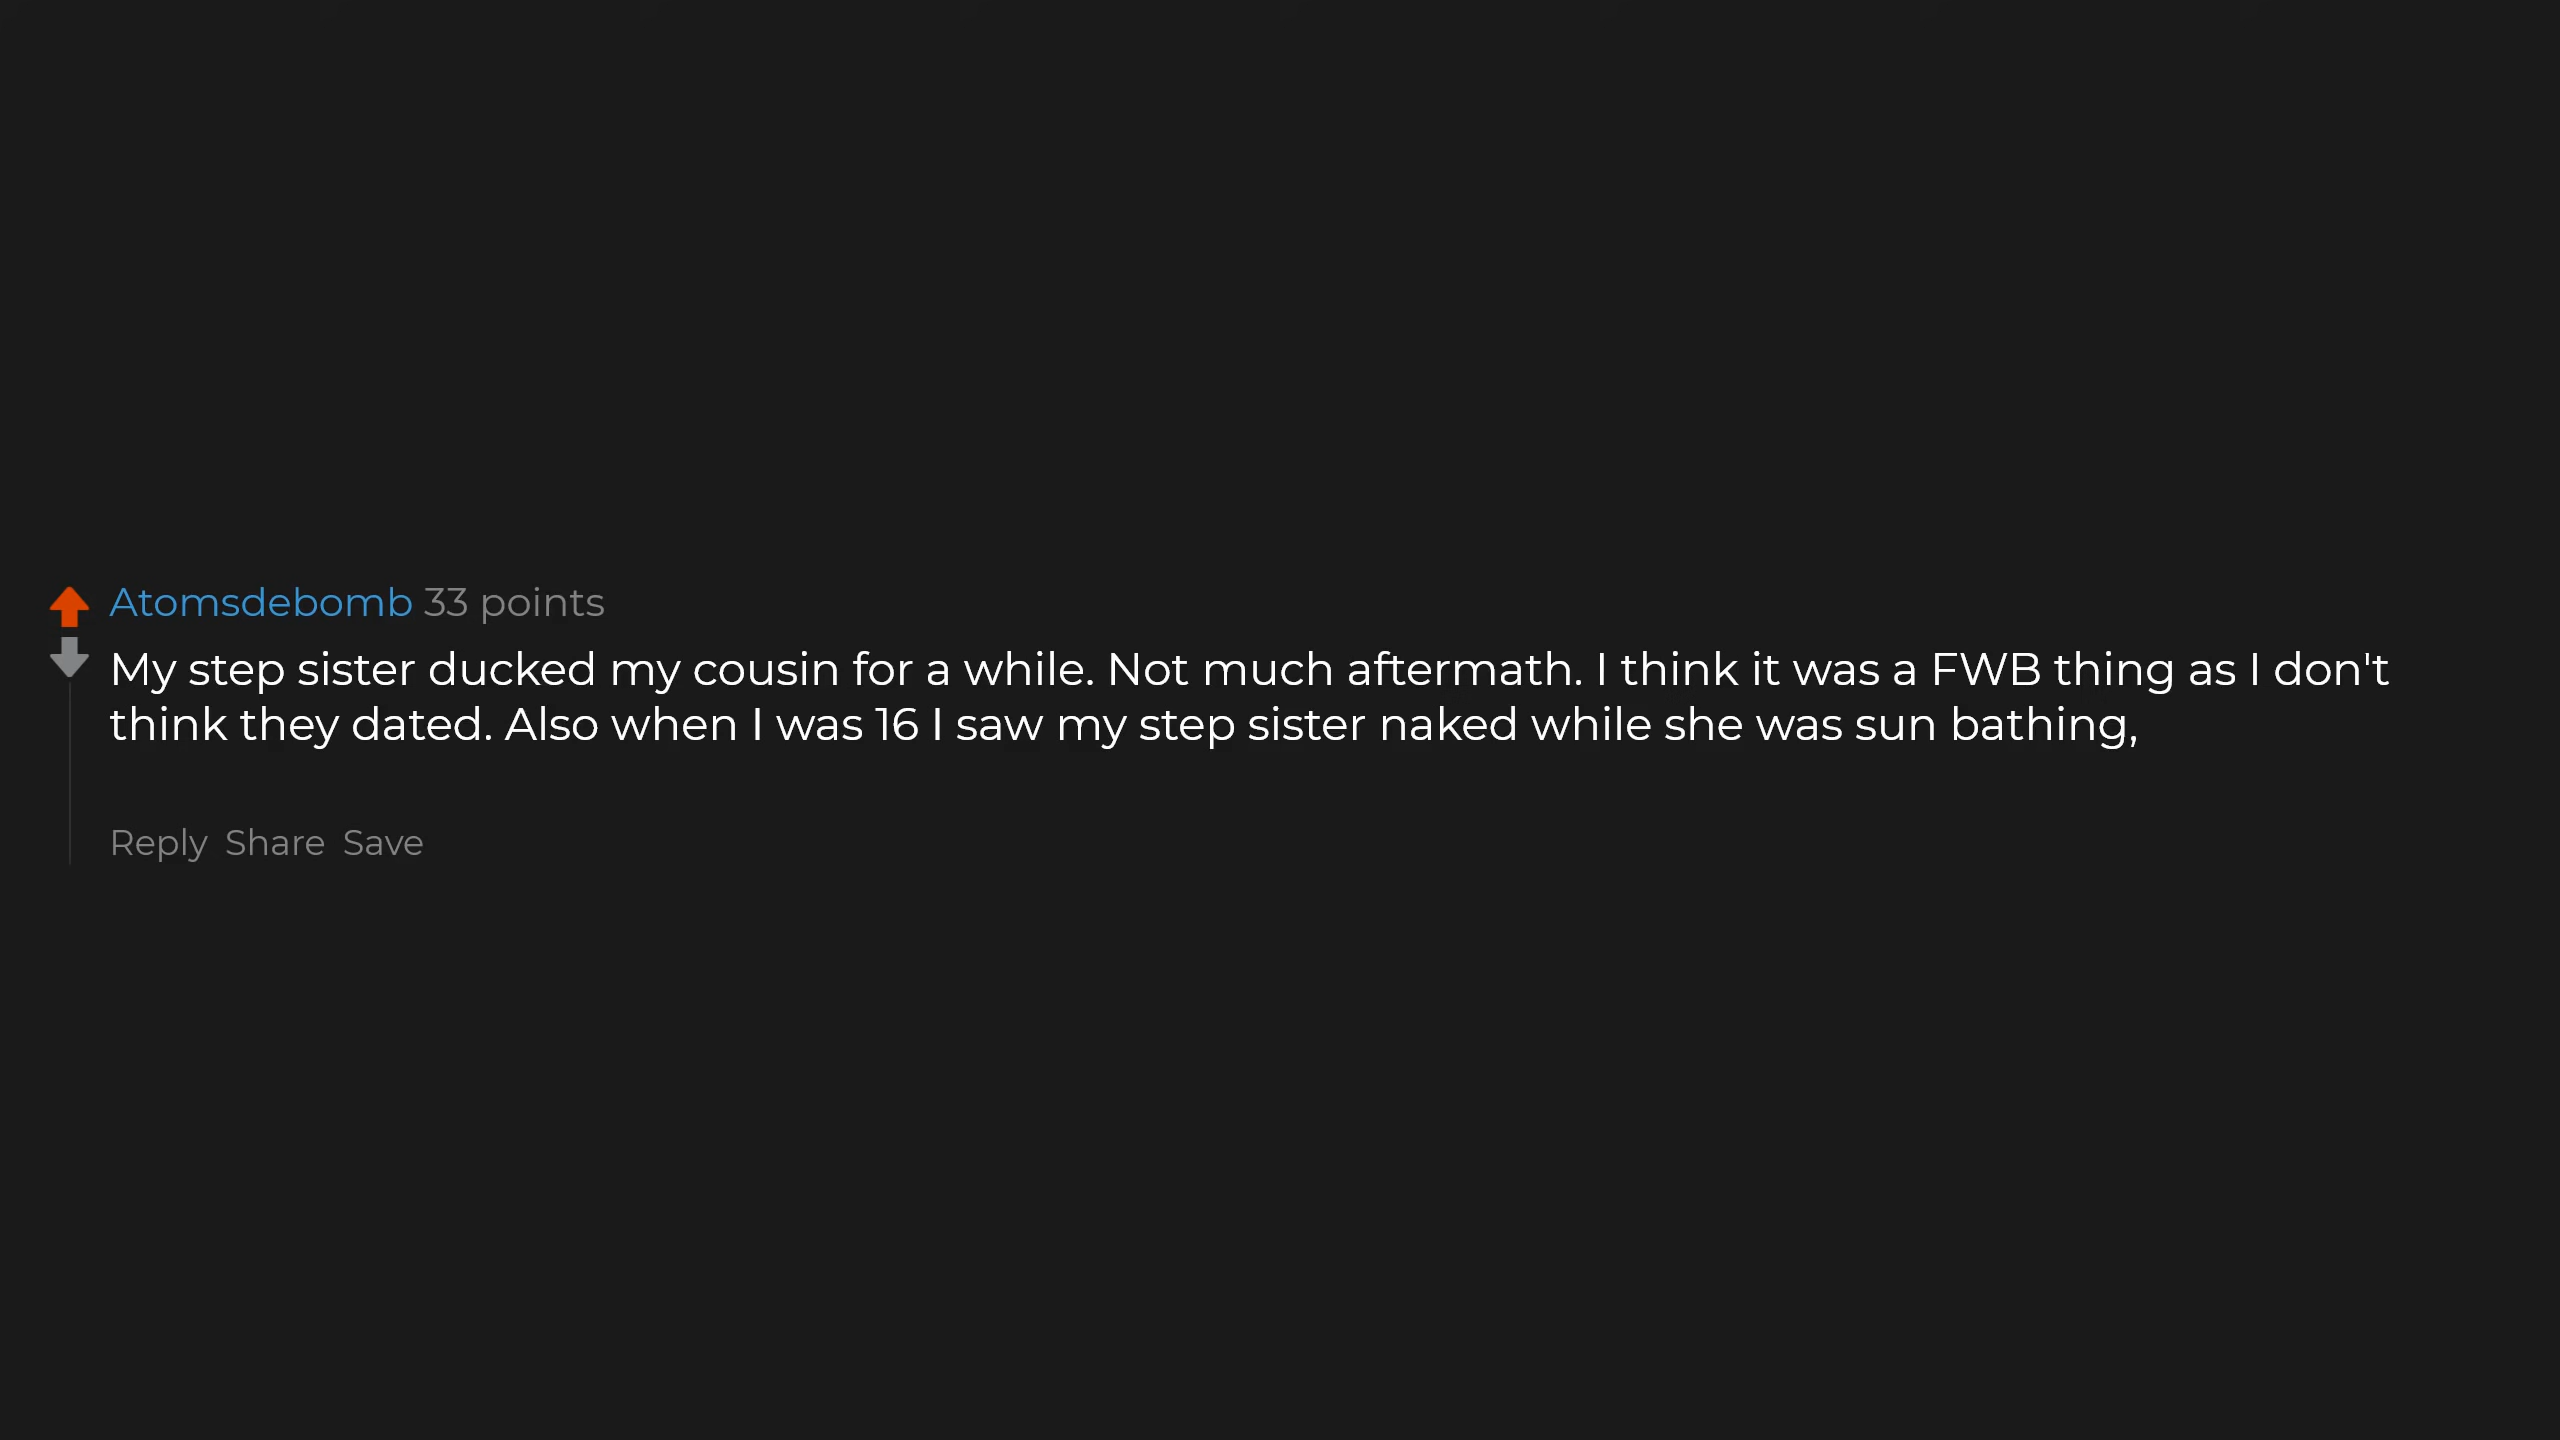 Atomsdebomb 33 points
My step sister ducked my cousin for a while. Not much aftermath. I think it was a FWB thing as I don't
think they dated. Also when I was 16 I saw my step sister naked while she was sun bathing,
Reply Share Save